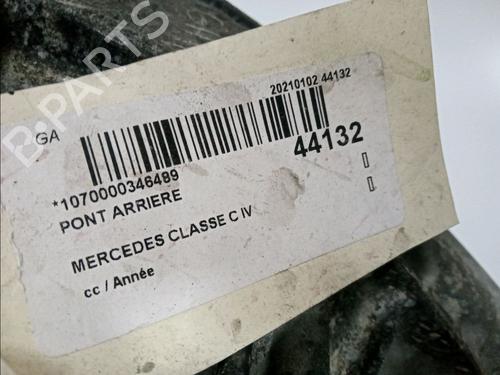 B-PARTS
GA
20210102 44132
44132
*1070000346489
PONT ARRIERE
MERCEDES CLASSE C IV
cc / Année